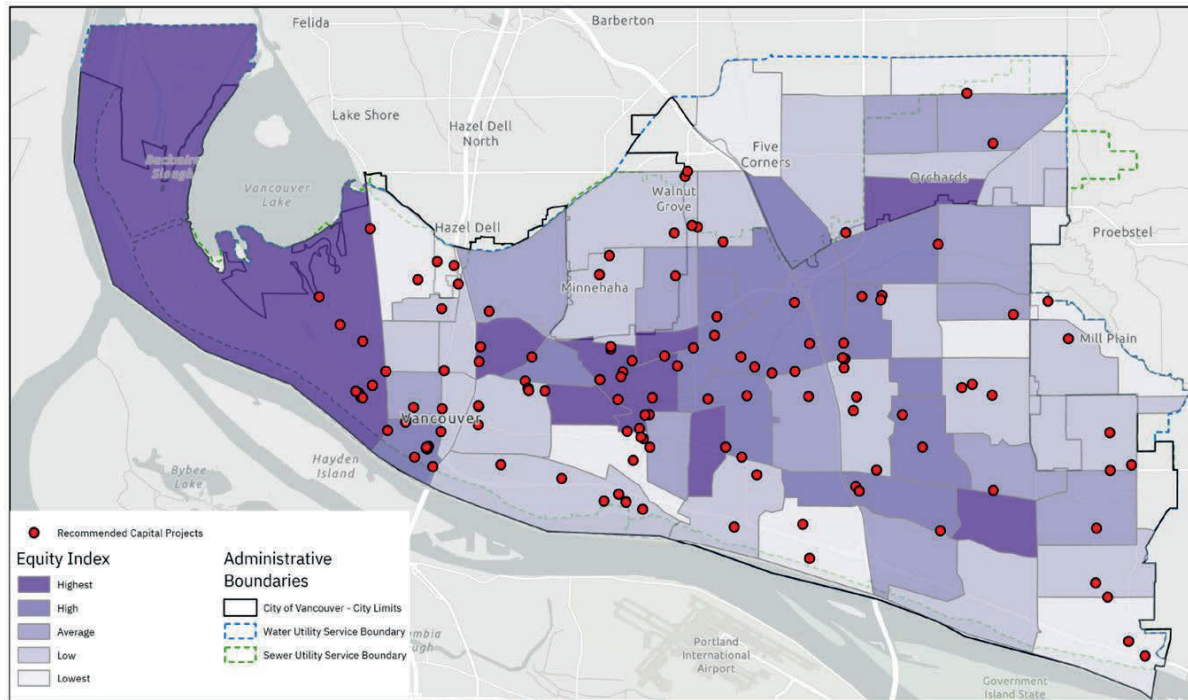 Felida
Barberton
Lake Shore
Hazel Dell
North
Five
Corners
Slough
Vancouver
Lake
Walnut
Grove
Orchards
Hazel Dell
Proebstel
Minnehaha
Mill Plain
Vancouver
Hayden
Island
Bybee
Lake
Recommended Capital Projects
Equity Index
Highest
High
Average
Low
Lowest
Administrative
Boundaries
City of Vancouver - City Limits
Water Utility Service Boundary
Sewer Utility Service Boundary
Portland
International
Airport
Government
Island State